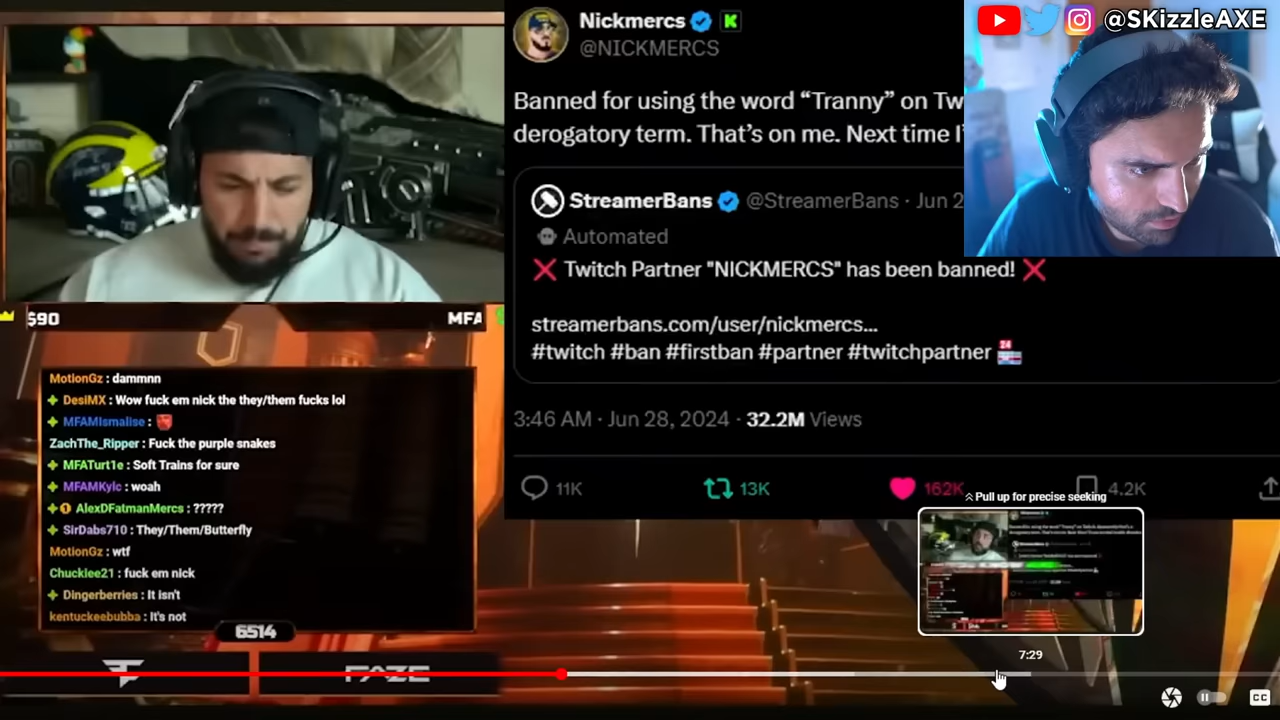 @SKizzleAXE
Nickmercs
@NICKMERCS
Banned for using the word “Tranny” on Tw
derogatory term. That’s on me. Next time I'
StreamerBans @StreamerBans · Jun 2
Automated
❌ Twitch Partner "NICKMERCS" has been banned! ❌
streamerbans.com/user/nickmercs...
#twitch #ban #firstban #partner #twitchpartner
3:46 AM · Jun 28, 2024 · 32.2M Views
11K 13K 162K 4.2K
$90 MFA
MotionGz : dammnn
DesiMX : Wow fuck em nick the they/them fucks lol
MFAMIsmalise :
ZachThe_Ripper : Fuck the purple snakes
MFATurt1e : Soft Trains for sure
MFAMKylc : woah
AlexDFatmanMercs : ?????
SirDabs710 : They/Them/Butterfly
MotionGz : wtf
Chuckiee21 : fuck em nick
Dingerberries : It isn't
kentuckeebubba : It's not
6514
FAZE
Pull up for precise seeking
7:29
CC